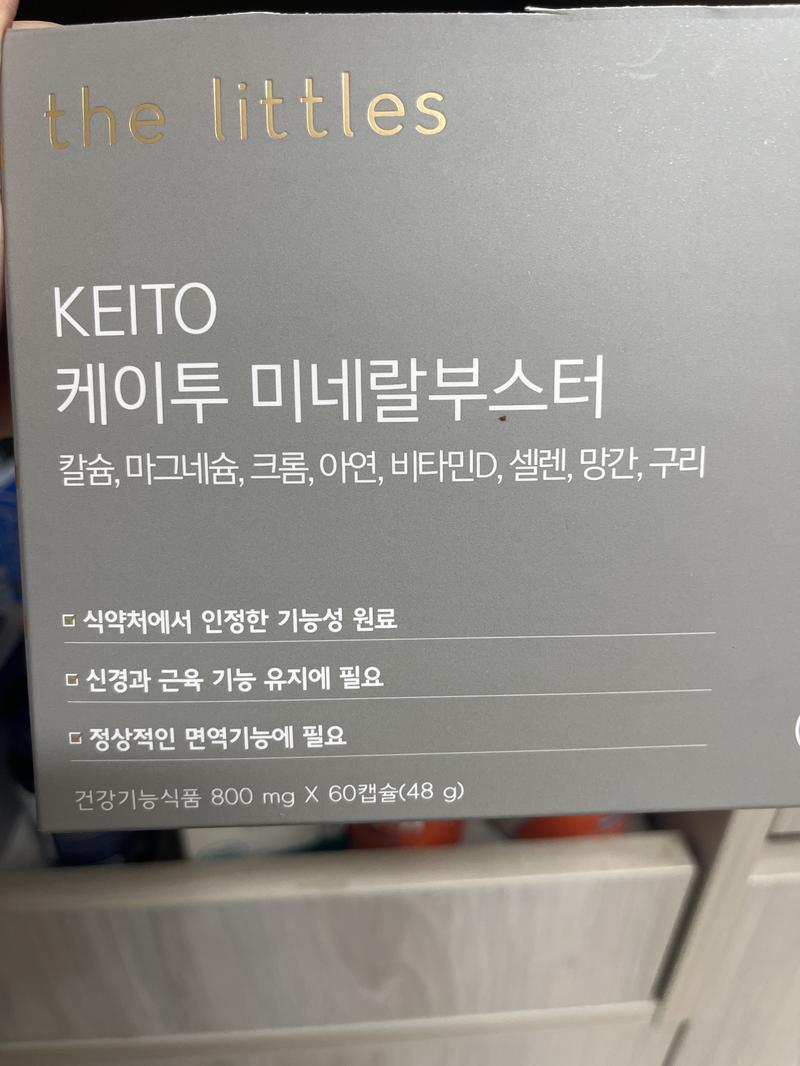 the littles
KEITO
케이투 미네랄부스터
칼슘, 마그네슘, 크롬, 아연, 비타민D, 셀렌, 망간, 구리
식약처에서 인정한 기능성 원료
신경과 근육 기능 유지에 필요
정상적인 면역기능에 필요
건강기능식품 800 mg X 60캡슐(48 g)